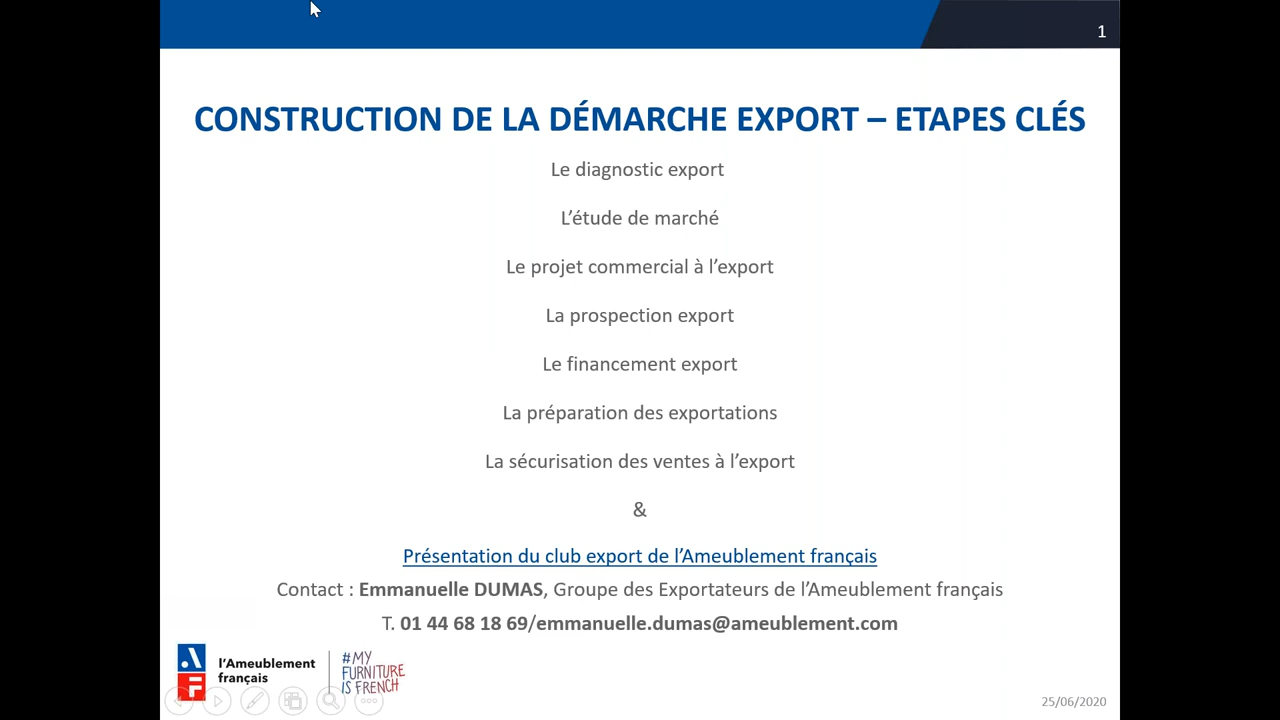 1
CONSTRUCTION DE LA DÉMARCHE EXPORT – ETAPES CLÉS
Le diagnostic export
L’étude de marché
Le projet commercial à l’export
La prospection export
Le financement export
La préparation des exportations
La sécurisation des ventes à l’export
&
Présentation du club export de l’Ameublement français
Contact : Emmanuelle DUMAS, Groupe des Exportateurs de l’Ameublement français
T. 01 44 68 18 69/emmanuelle.dumas@ameublement.com
AF
l’Ameublement
français
#MY
FURNITURE
IS FRENCH
25/06/2020